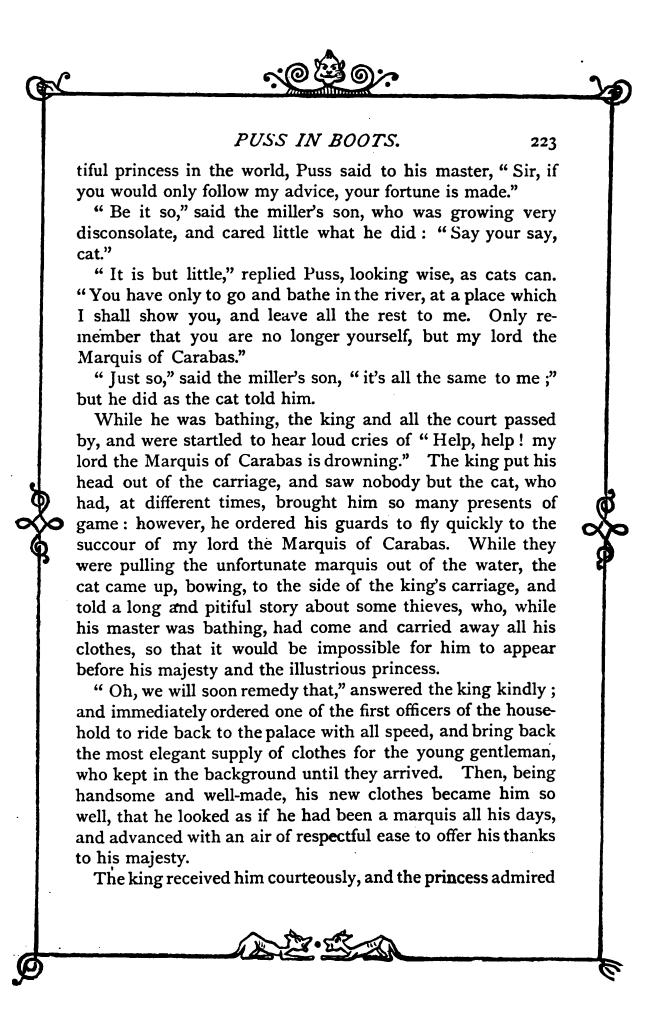 PUSS IN BOOTS. 223
tiful princess in the world, Puss said to his master, “ Sir, if
you would only follow my advice, your fortune is made.”
“ Be it so,” said the miller’s son, who was growing very
disconsolate, and cared little what he did : “ Say your say,
cat.”
“ It is but little,” replied Puss, looking wise, as cats can.
“ You have only to go and bathe in the river, at a place which
I shall show you, and leave all the rest to me. Only re-
member that you are no longer yourself, but my lord the
Marquis of Carabas.”
“ Just so,” said the miller’s son, “ it’s all the same to me ;”
but he did as the cat told him.
While he was bathing, the king and all the court passed
by, and were startled to hear loud cries of “ Help, help ! my
lord the Marquis of Carabas is drowning.” The king put his
head out of the carriage, and saw nobody but the cat, who
had, at different times, brought him so many presents of
game : however, he ordered his guards to fly quickly to the
succour of my lord the Marquis of Carabas. While they
were pulling the unfortunate marquis out of the water, the
cat came up, bowing, to the side of the king’s carriage, and
told a long and pitiful story about some thieves, who, while
his master was bathing, had come and carried away all his
clothes, so that it would be impossible for him to appear
before his majesty and the illustrious princess.
“ Oh, we will soon remedy that,” answered the king kindly ;
and immediately ordered one of the first officers of the house-
hold to ride back to the palace with all speed, and bring back
the most elegant supply of clothes for the young gentleman,
who kept in the background until they arrived. Then, being
handsome and well-made, his new clothes became him so
well, that he looked as if he had been a marquis all his days,
and advanced with an air of respectful ease to offer his thanks
to his majesty.
The king received him courteously, and the princess admired